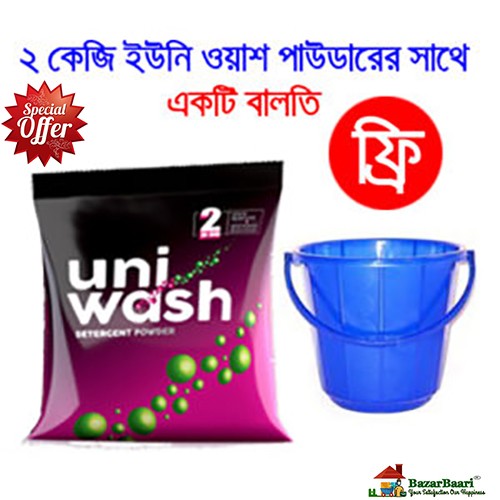 ২ কেজি ইউনি ওয়াশ পাউডারের সাথে
একটি বালতি
Special
Offer
ফ্রি
2
uni
wash
DETERGENT POWDER
BazarBaari
Your Satisfaction Our Happiness